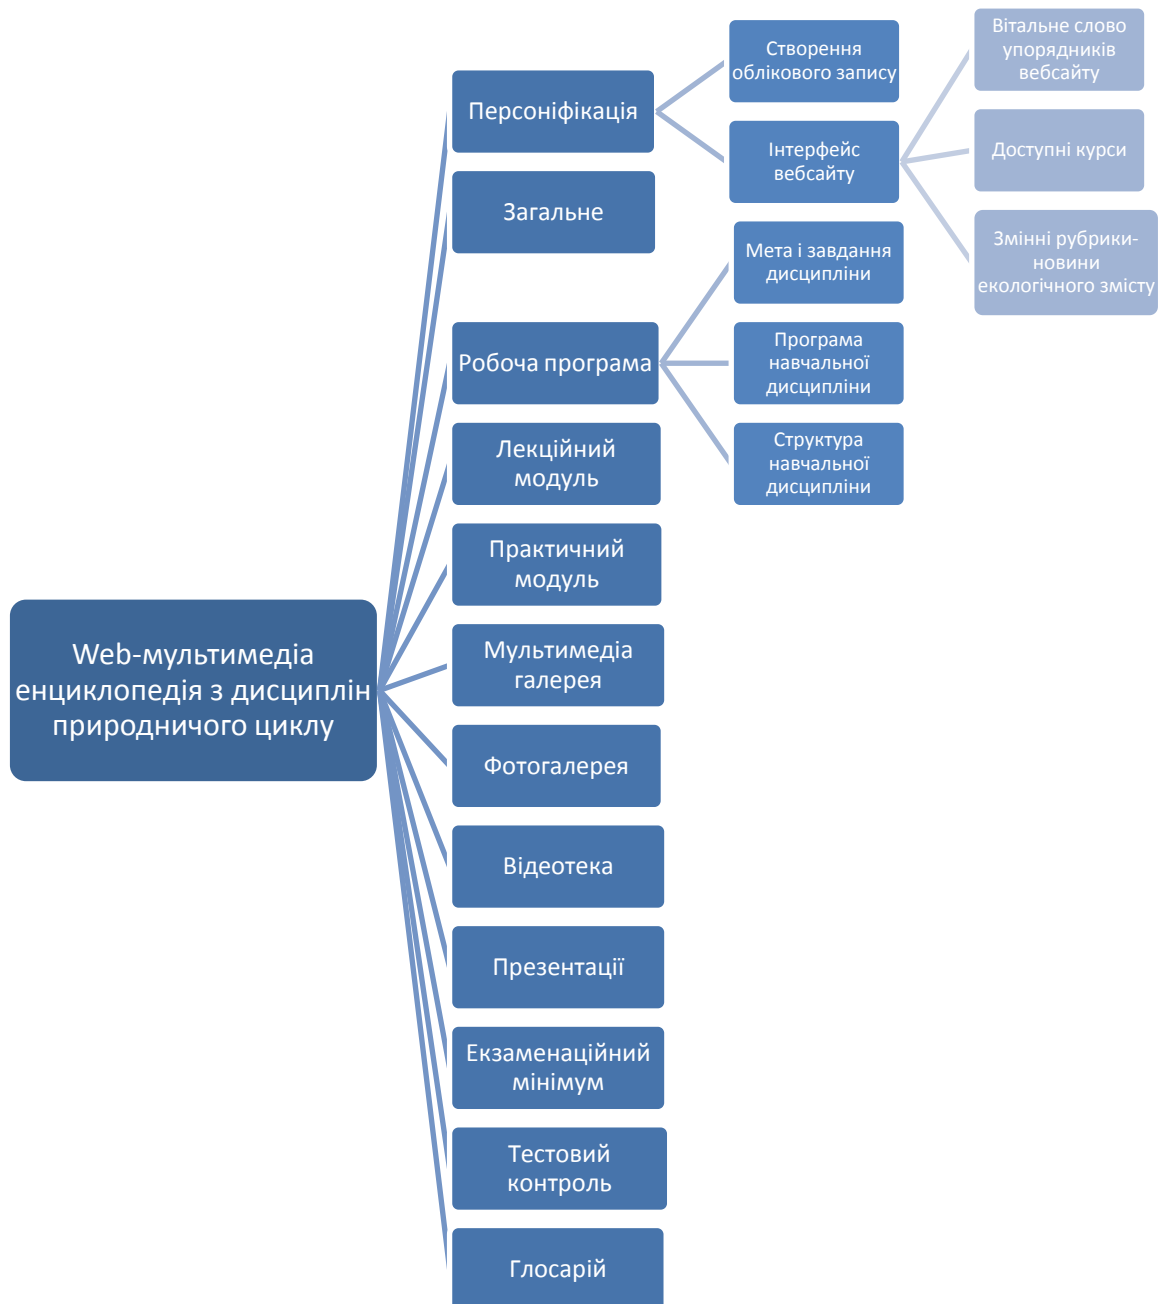 Web-мультимедіа
енциклопедія з дисциплін
природничого циклу
Персоніфікація
Створення
облікового запису
Інтерфейс
вебсайту
Вітальне слово
упорядників
вебсайту
Доступні курси
Змінні рубрики-
новини
екологічного змісту
Загальне
Робоча програма
Мета і завдання
дисципліни
Програма
навчальної
дисципліни
Структура
навчальної
дисципліни
Лекційний
модуль
Практичний
модуль
Мультимедіа
галерея
Фотогалерея
Відеотека
Презентації
Екзаменаційний
мінімум
Тестовий
контроль
Глосарій